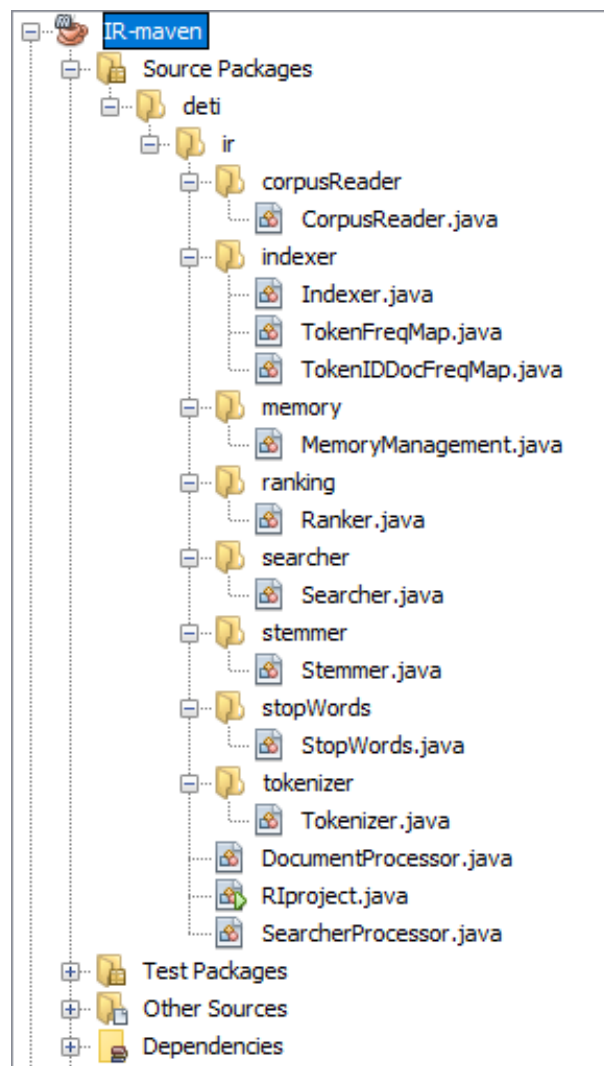 IR-maven
Source Packages
deti
ir
corpusReader
CorpusReader.java
indexer
Indexer.java
TokenFreqMap.java
TokenIDDocFreqMap.java
memory
MemoryManagement.java
ranking
Ranker.java
searcher
Searcher.java
stemmer
Stemmer.java
stopWords
StopWords.java
tokenizer
Tokenizer.java
DocumentProcessor.java
RIproject.java
SearcherProcessor.java
Test Packages
Other Sources
Dependencies